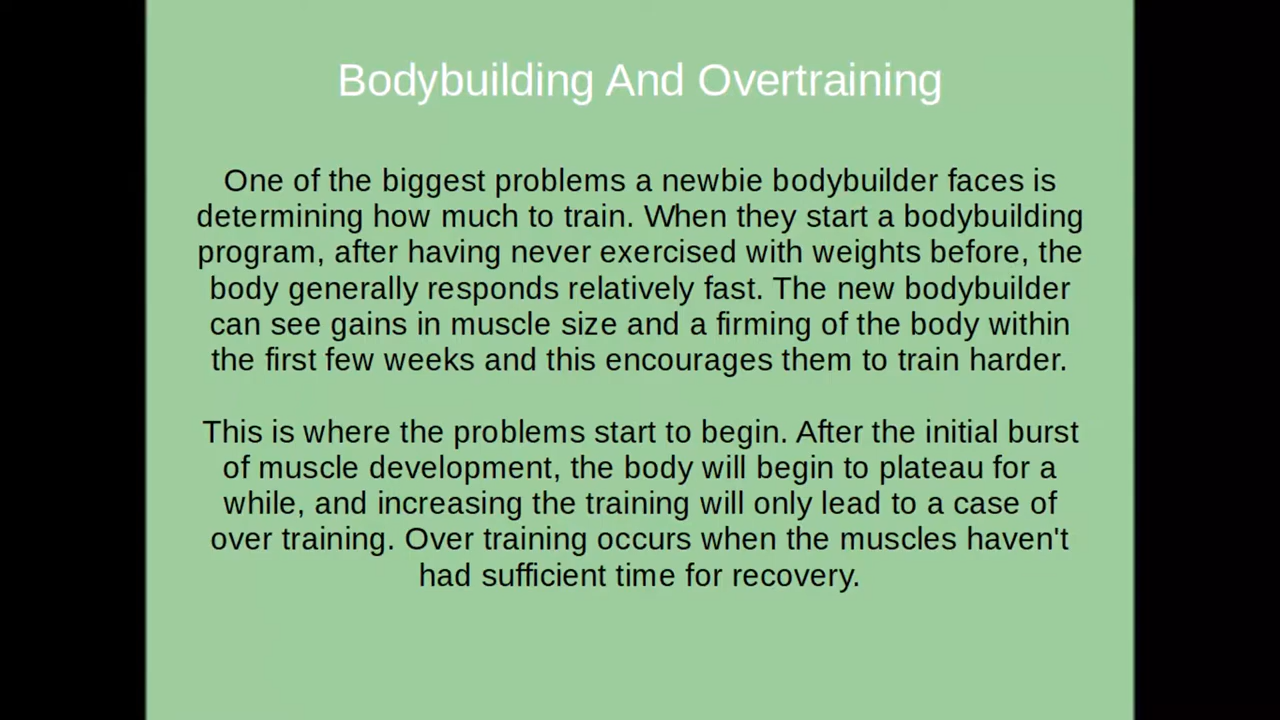 Bodybuilding And Overtraining
One of the biggest problems a newbie bodybuilder faces is
determining how much to train. When they start a bodybuilding
program, after having never exercised with weights before, the
body generally responds relatively fast. The new bodybuilder
can see gains in muscle size and a firming of the body within
the first few weeks and this encourages them to train harder.
This is where the problems start to begin. After the initial burst
of muscle development, the body will begin to plateau for a
while, and increasing the training will only lead to a case of
over training. Over training occurs when the muscles haven't
had sufficient time for recovery.